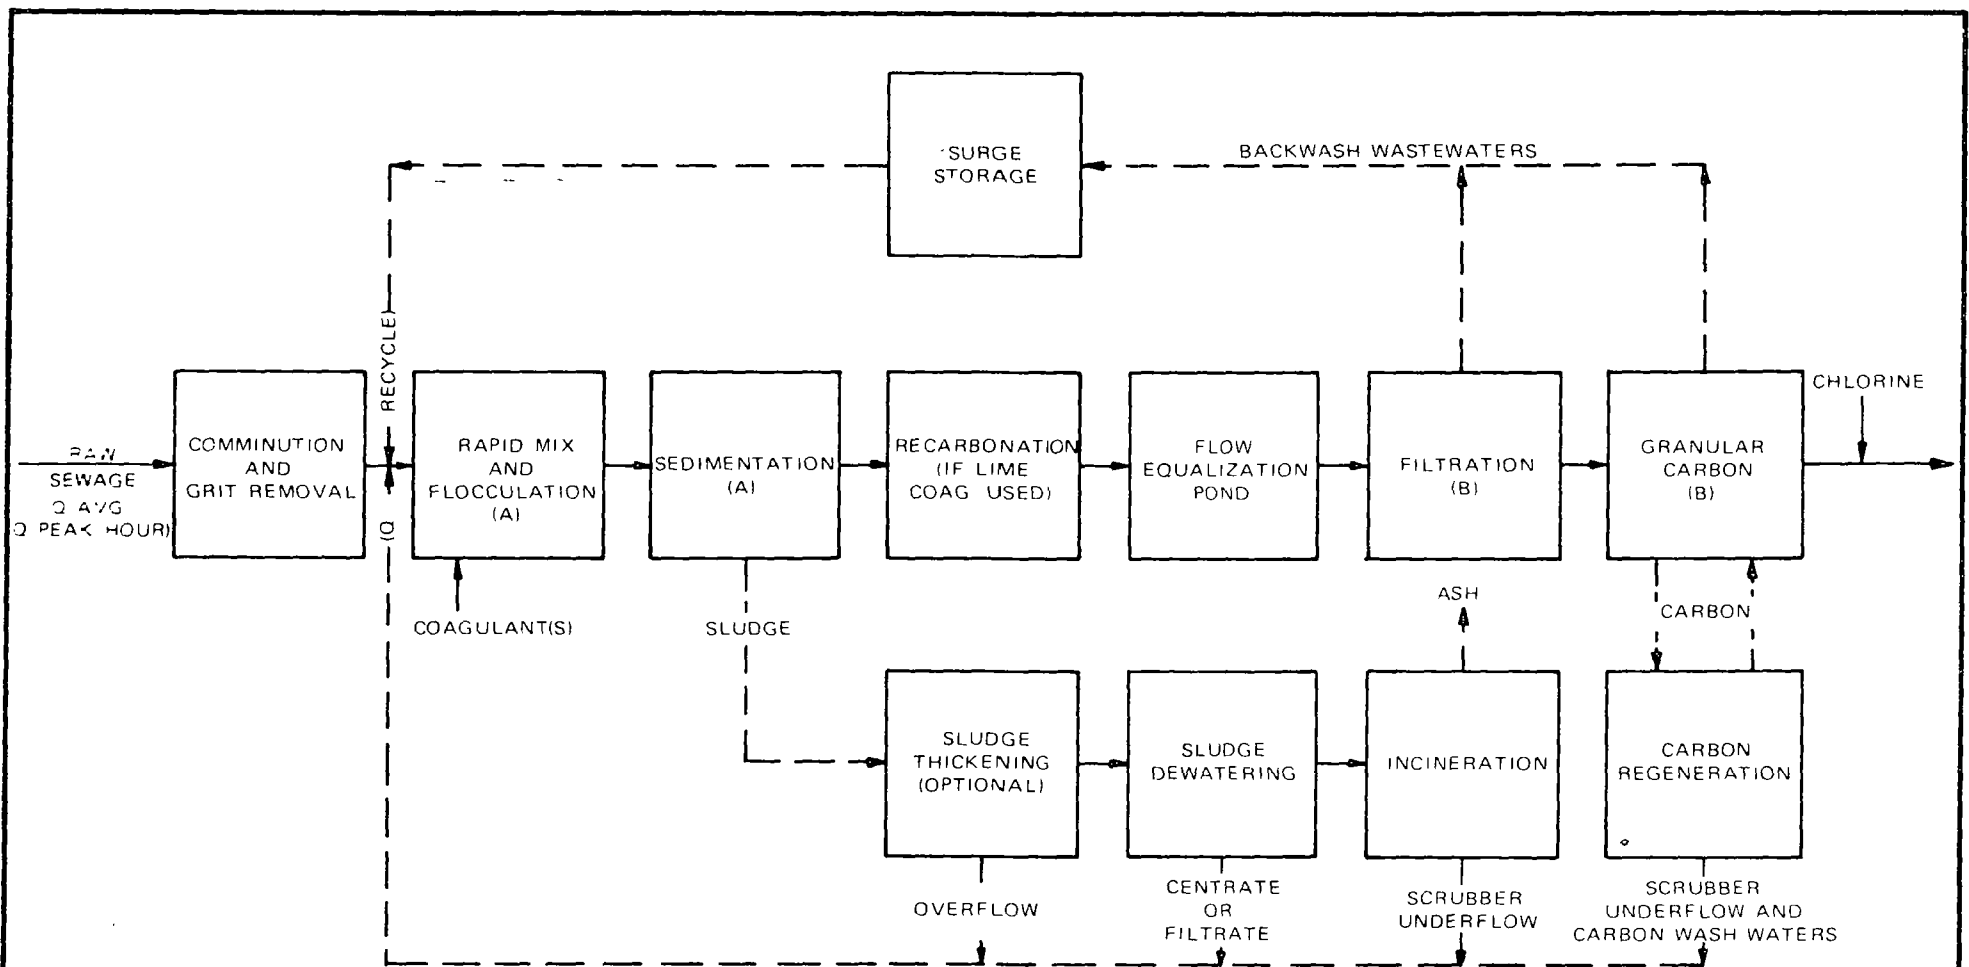 SURGE
STORAGE
BACKWASH WASTEWATERS
(Q RECYCLE)
RAW
SEWAGE
Q AVG
(Q PEAK HOUR)
COMMINUTION
AND
GRIT REMOVAL
RAPID MIX
AND
FLOCCULATION
(A)
SEDIMENTATION
(A)
RECARBONATION
(IF LIME
COAG USED)
FLOW
EQUALIZATION
POND
FILTRATION
(B)
GRANULAR
CARBON
(B)
CHLORINE
COAGULANT(S)
SLUDGE
ASH
CARBON
SLUDGE
THICKENING
(OPTIONAL)
SLUDGE
DEWATERING
INCINERATION
CARBON
REGENERATION
OVERFLOW
CENTRATE
OR
FILTRATE
SCRUBBER
UNDERFLOW
SCRUBBER
UNDERFLOW AND
CARBON WASH WATERS